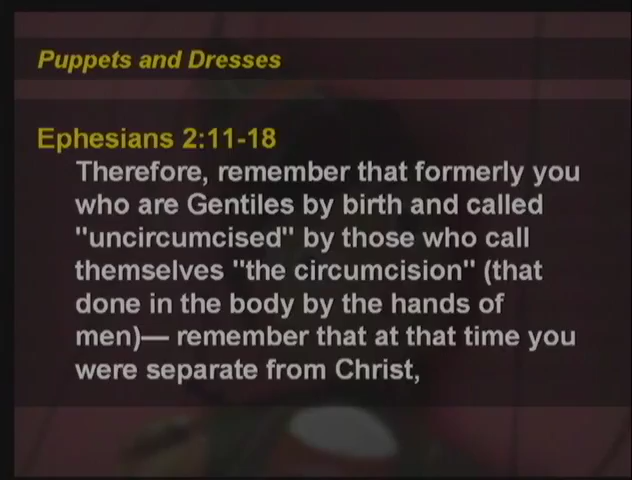 Puppets and Dresses
Ephesians 2:11-18
Therefore, remember that formerly you
who are Gentiles by birth and called
"uncircumcised" by those who call
themselves "the circumcision" (that
done in the body by the hands of
men)— remember that at that time you
were separate from Christ,